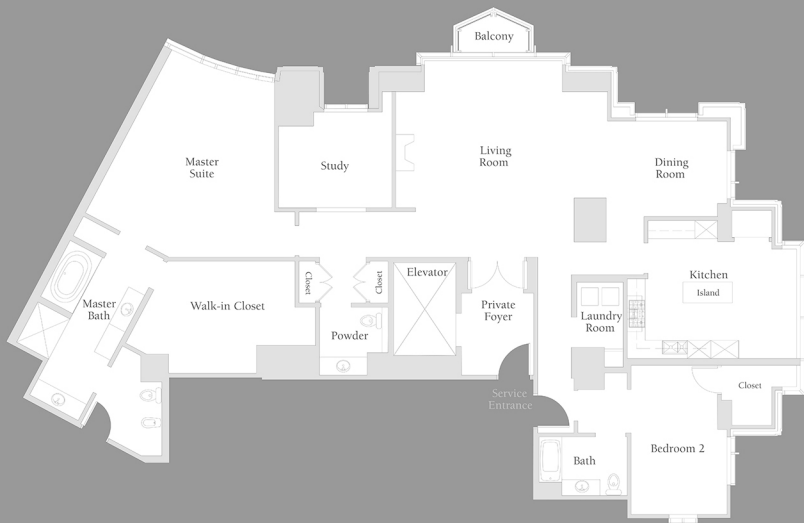 Balcony
Master
Suite
Study
Living
Room
Dining
Room
Closet
Closet
Elevator
Kitchen
Island
Master
Bath
Walk-in Closet
Powder
Private
Foyer
Laundry
Room
Service
Entrance
Closet
Bedroom 2
Bath